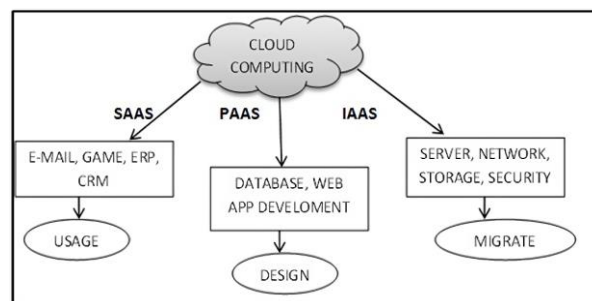 CLOUD
COMPUTING
SAAS
PAAS
IAAS
E-MAIL, GAME, ERP,
CRM
DATABASE, WEB
APP DEVELOMENT
SERVER, NETWORK,
STORAGE, SECURITY
USAGE
DESIGN
MIGRATE